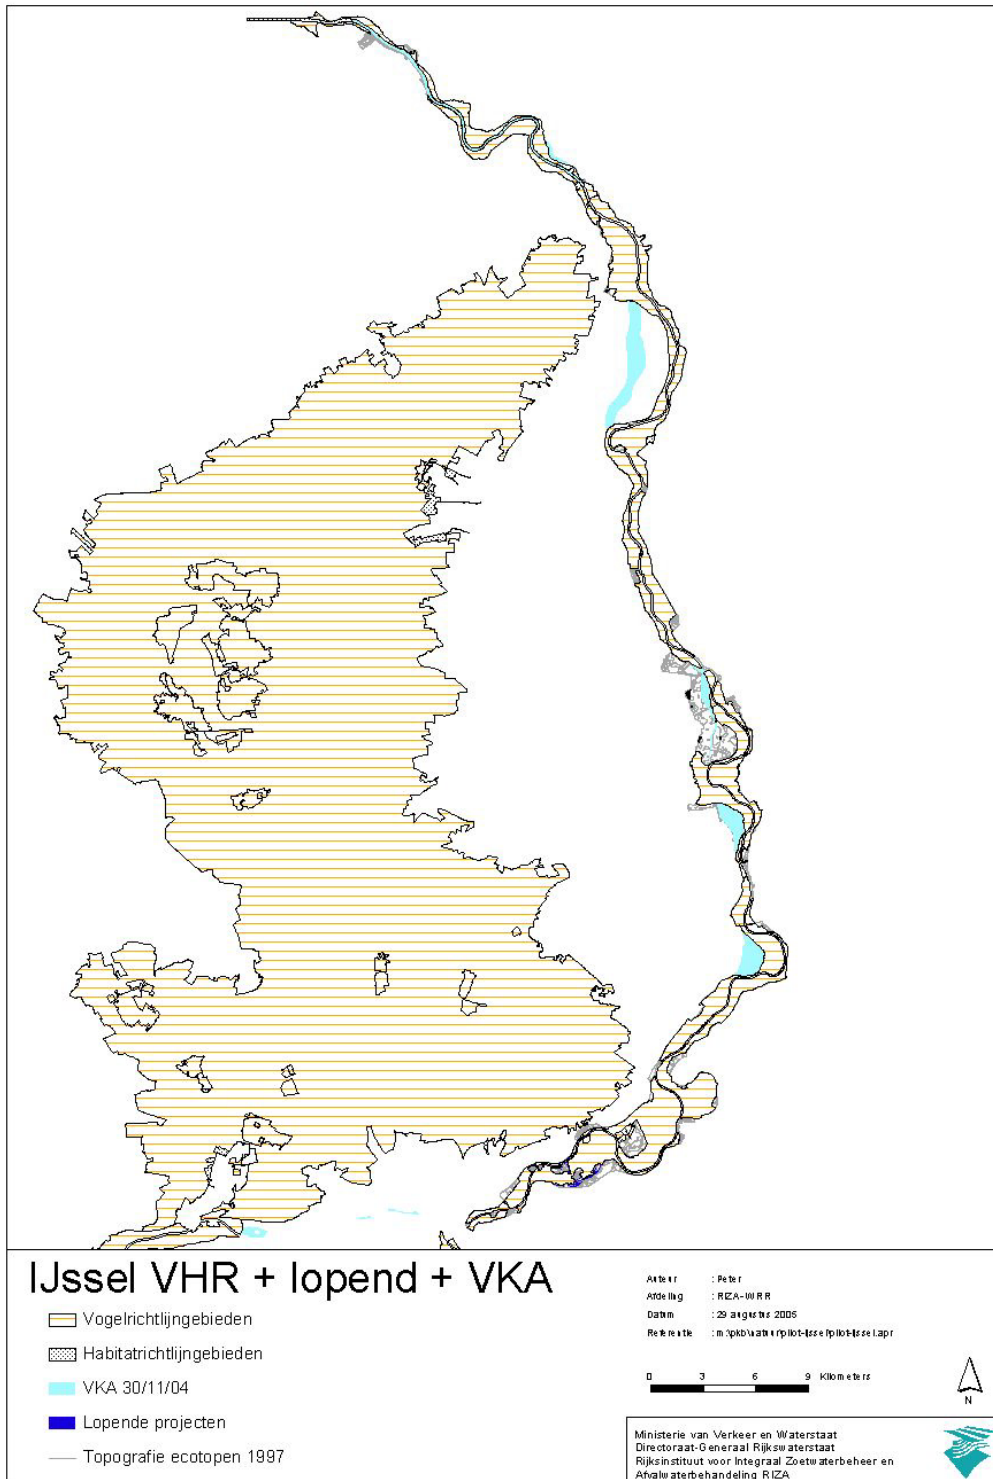 IJssel VHR + lopend + VKA
Vogelrichtlijngebieden
Habitatrichtlijngebieden
VKA 30/11/04
Lopende projecten
Topografie ecotopen 1997
Auteur : Peter
Afdeling : RIZA-WRR
Datum : 29 augustus 2005
Referentie :
0 3 6 9 Kilometers
N
Ministerie van Verkeer en Waterstaat
Directoraat-Generaal Rijkswaterstaat
Rijksinstituut voor Integraal Zoetwaterbeheer en
Afvalwaterbehandeling RIZA